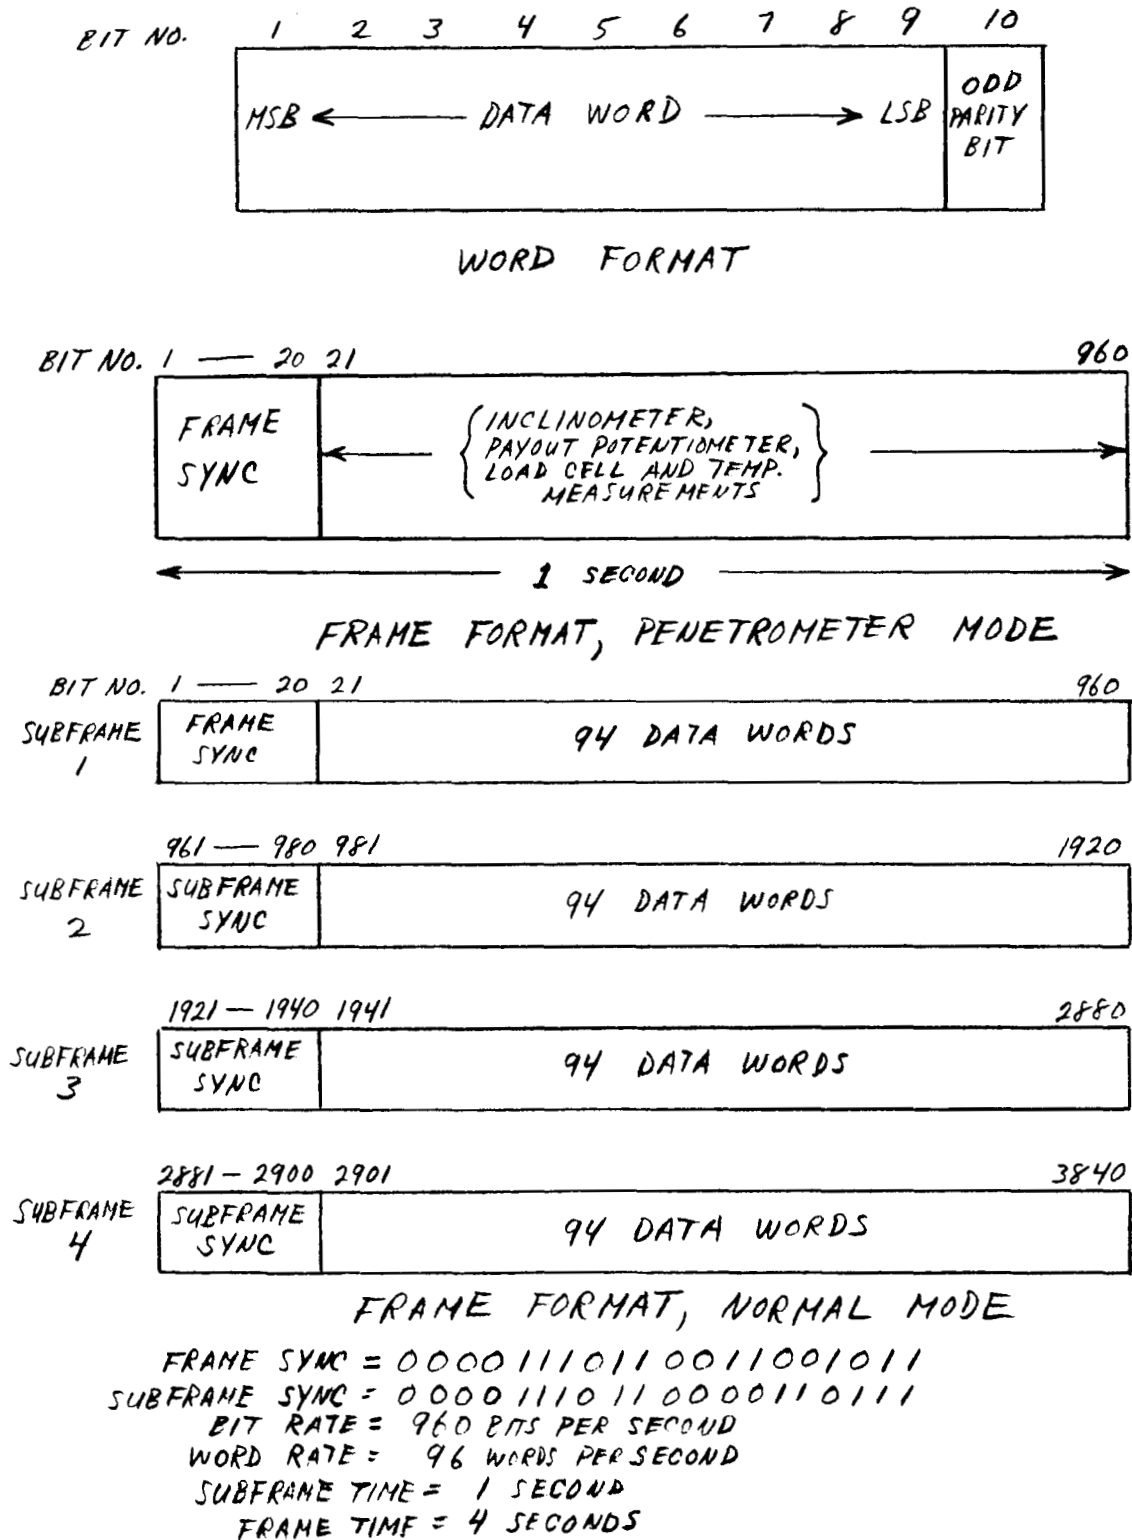 BIT NO. 1 2 3 4 5 6 7 8 9 10
MSB ← DATA WORD → LSB
ODD
PARITY
BIT
WORD FORMAT
BIT NO. 1 — 20 21 960
FRAME
SYNC
INCLINOMETER,
PAYOUT POTENTIOMETER,
LOAD CELL AND TEMP.
MEASUREMENTS
1 SECOND
FRAME FORMAT, PENETROMETER MODE
BIT NO. 1 — 20 21 960
SUBFRAME
1
FRAME
SYNC
94 DATA WORDS
961 — 980 981 1920
SUBFRAME
2
SUBFRAME
SYNC
94 DATA WORDS
1921 — 1940 1941 2880
SUBFRAME
3
SUBFRAME
SYNC
94 DATA WORDS
2881 — 2900 2901 3840
SUBFRAME
4
SUBFRAME
SYNC
94 DATA WORDS
FRAME FORMAT, NORMAL MODE
FRAME SYNC = 00001110110011001011
SUBFRAME SYNC = 00001110110000110111
BIT RATE = 960 BITS PER SECOND
WORD RATE = 96 WORDS PER SECOND
SUBFRAME TIME = 1 SECOND
FRAME TIME = 4 SECONDS